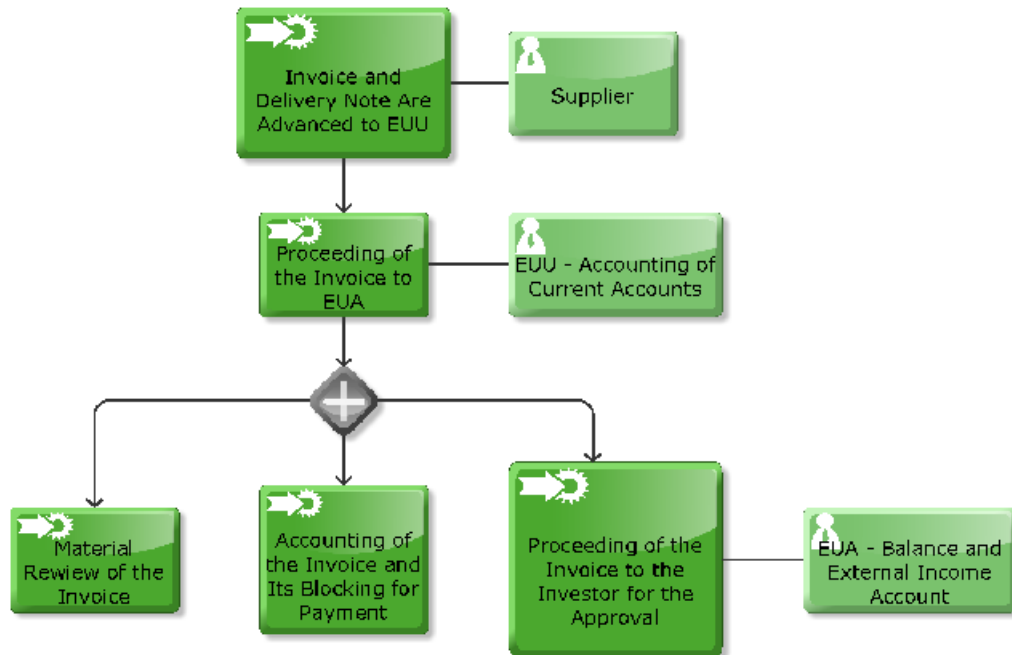 Invoice and
Delivery Note Are
Advanced to EUU
Supplier
Proceeding of
the Invoice to
EUA
EUU - Accounting of
Current Accounts
Material
Rewiew of the
Invoice
Accounting of
the Invoice and
Its Blocking for
Payment
Proceeding of the
Invoice to the
Investor for the
Approval
EUA - Balance and
External Income
Account